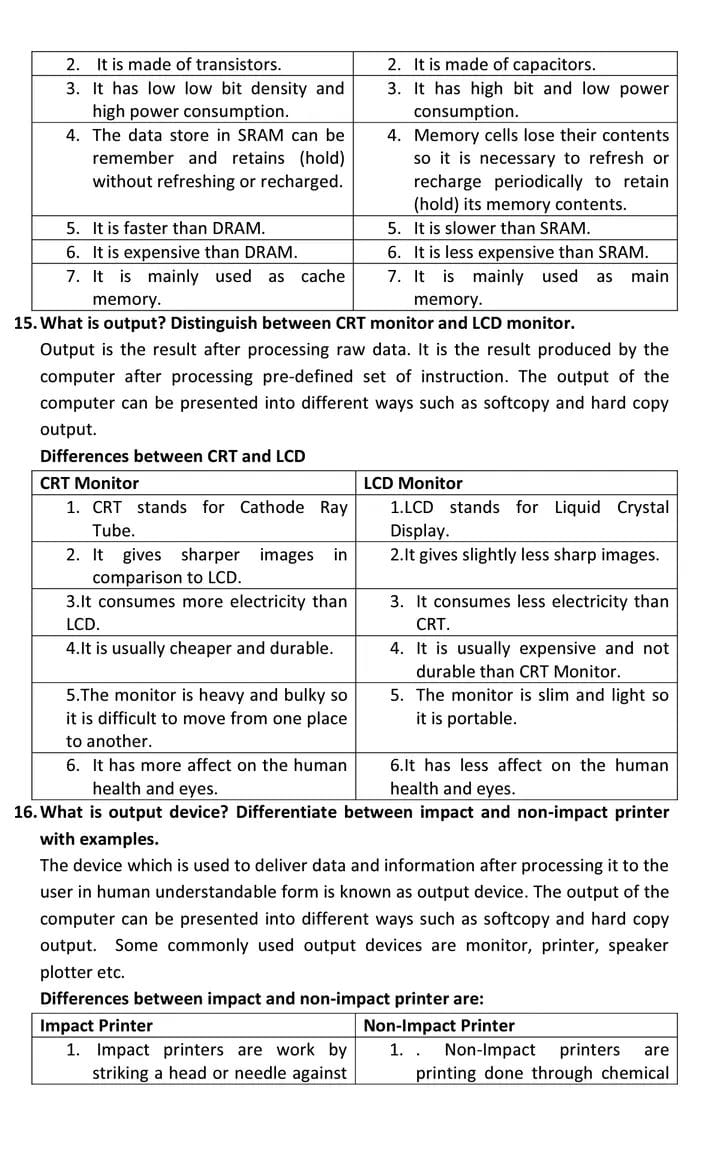 2. It is made of transistors.
2. It is made of capacitors.
3. It has low low bit density and
high power consumption.
3. It has high bit and low power
consumption.
4. The data store in SRAM can be
remember and retains (hold)
without refreshing or recharged.
4. Memory cells lose their contents
so it is necessary to refresh or
recharge periodically to retain
(hold) its memory contents.
5. It is faster than DRAM.
5. It is slower than SRAM.
6. It is expensive than DRAM.
6. It is less expensive than SRAM.
7. It is mainly used as cache
memory.
7. It is mainly used as main
memory.
15. What is output? Distinguish between CRT monitor and LCD monitor.
Output is the result after processing raw data. It is the result produced by the
computer after processing pre-defined set of instruction. The output of the
computer can be presented into different ways such as softcopy and hard copy
output.
Differences between CRT and LCD
CRT Monitor
LCD Monitor
1. CRT stands for Cathode Ray
Tube.
1.LCD stands for Liquid Crystal
Display.
2. It gives sharper images in
comparison to LCD.
2.It gives slightly less sharp images.
3.It consumes more electricity than
LCD.
3. It consumes less electricity than
CRT.
4.It is usually cheaper and durable.
4. It is usually expensive and not
durable than CRT Monitor.
5.The monitor is heavy and bulky so
it is difficult to move from one place
to another.
5. The monitor is slim and light so
it is portable.
6. It has more affect on the human
health and eyes.
6.It has less affect on the human
health and eyes.
16. What is output device? Differentiate between impact and non-impact printer
with examples.
The device which is used to deliver data and information after processing it to the
user in human understandable form is known as output device. The output of the
computer can be presented into different ways such as softcopy and hard copy
output. Some commonly used output devices are monitor, printer, speaker
plotter etc.
Differences between impact and non-impact printer are:
Impact Printer
Non-Impact Printer
1. Impact printers are work by
striking a head or needle against
1. . Non-Impact printers are
printing done through chemical